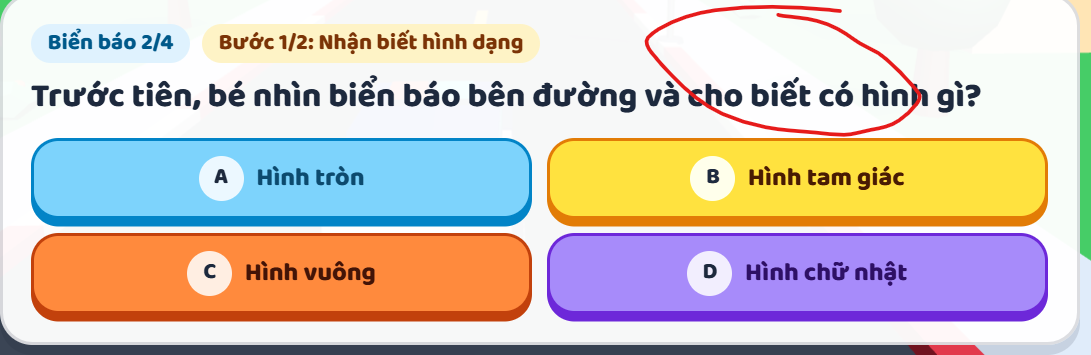 Biển báo 2/4 Bước 1/2: Nhận biết hình dạng
Trước tiên, bé nhìn biển báo bên đường và cho biết có hình gì?
A Hình tròn B Hình tam giác
C Hình vuông D Hình chữ nhật